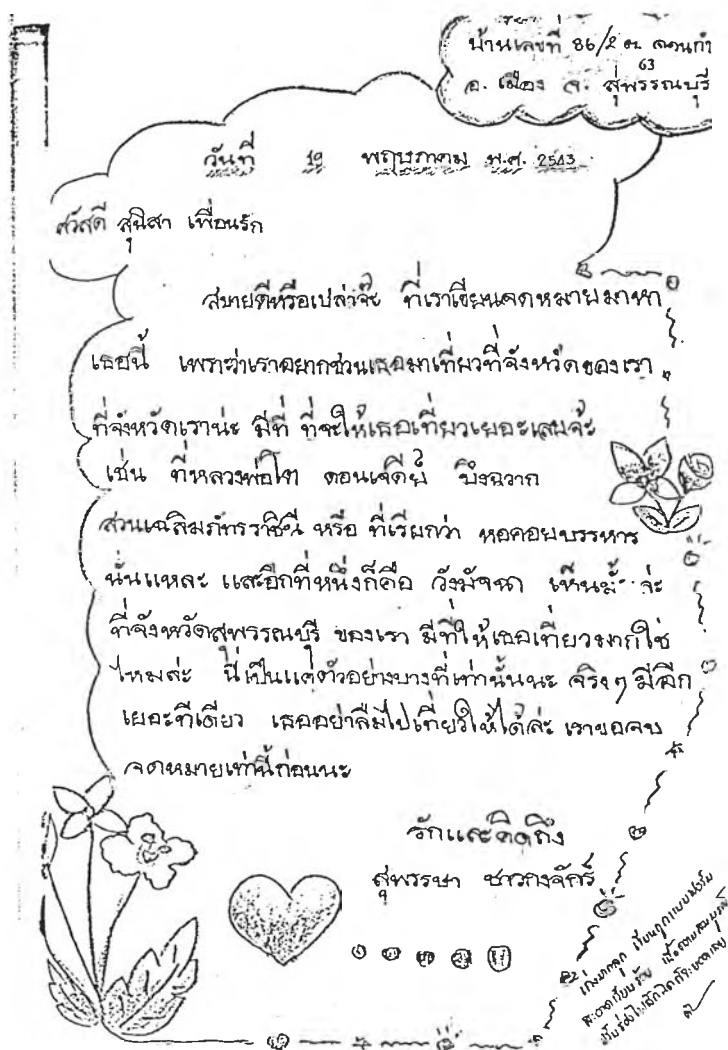 บ้านเลขที่ 86/2 ต. ดอนกำ
63
อ. เมือง จ. สุพรรณบุรี
วันที่ 19 พฤษภาคม พ.ศ. 2543
สวัสดี สุนิสา เพื่อนรัก
สบายดีหรือเปล่าจ๊ะ ที่เราเขียนจดหมายมาหา
เธอนี้ เพราะว่าเราอยากชวนเธอมาเที่ยวที่จังหวัดของเรา
ที่จังหวัดเราน่ะ มีที่ ที่จะให้เธอเที่ยวเยอะเลยจ้ะ
เช่น ที่หลวงพ่อโต ดอนเจดีย์ บึงฉวาก
สวนเฉลิมภัทรราชินี หรือ ที่เรียกว่า หอคอยบรรหาร
นั่นแหละ และอีกที่หนึ่งก็คือ วังมัจฉา เห็นมั้ ล่ะ
ที่จังหวัดสุพรรณบุรี ของเรา มีที่ให้เธอเที่ยวมากใช่
ไหมล่ะ นี่เป็นแค่ตัวอย่างบางที่เท่านั้นนะ จริงๆ มีอีก
เยอะทีเดียว เธออย่าลืมไปเที่ยวให้ได้ล่ะ เราขอจบ
จดหมายเท่านี้ก่อนนะ
รักและคิดถึง
สุพรรษา
เก่งมากลูก เขียนถูกแบบฟอร์ม